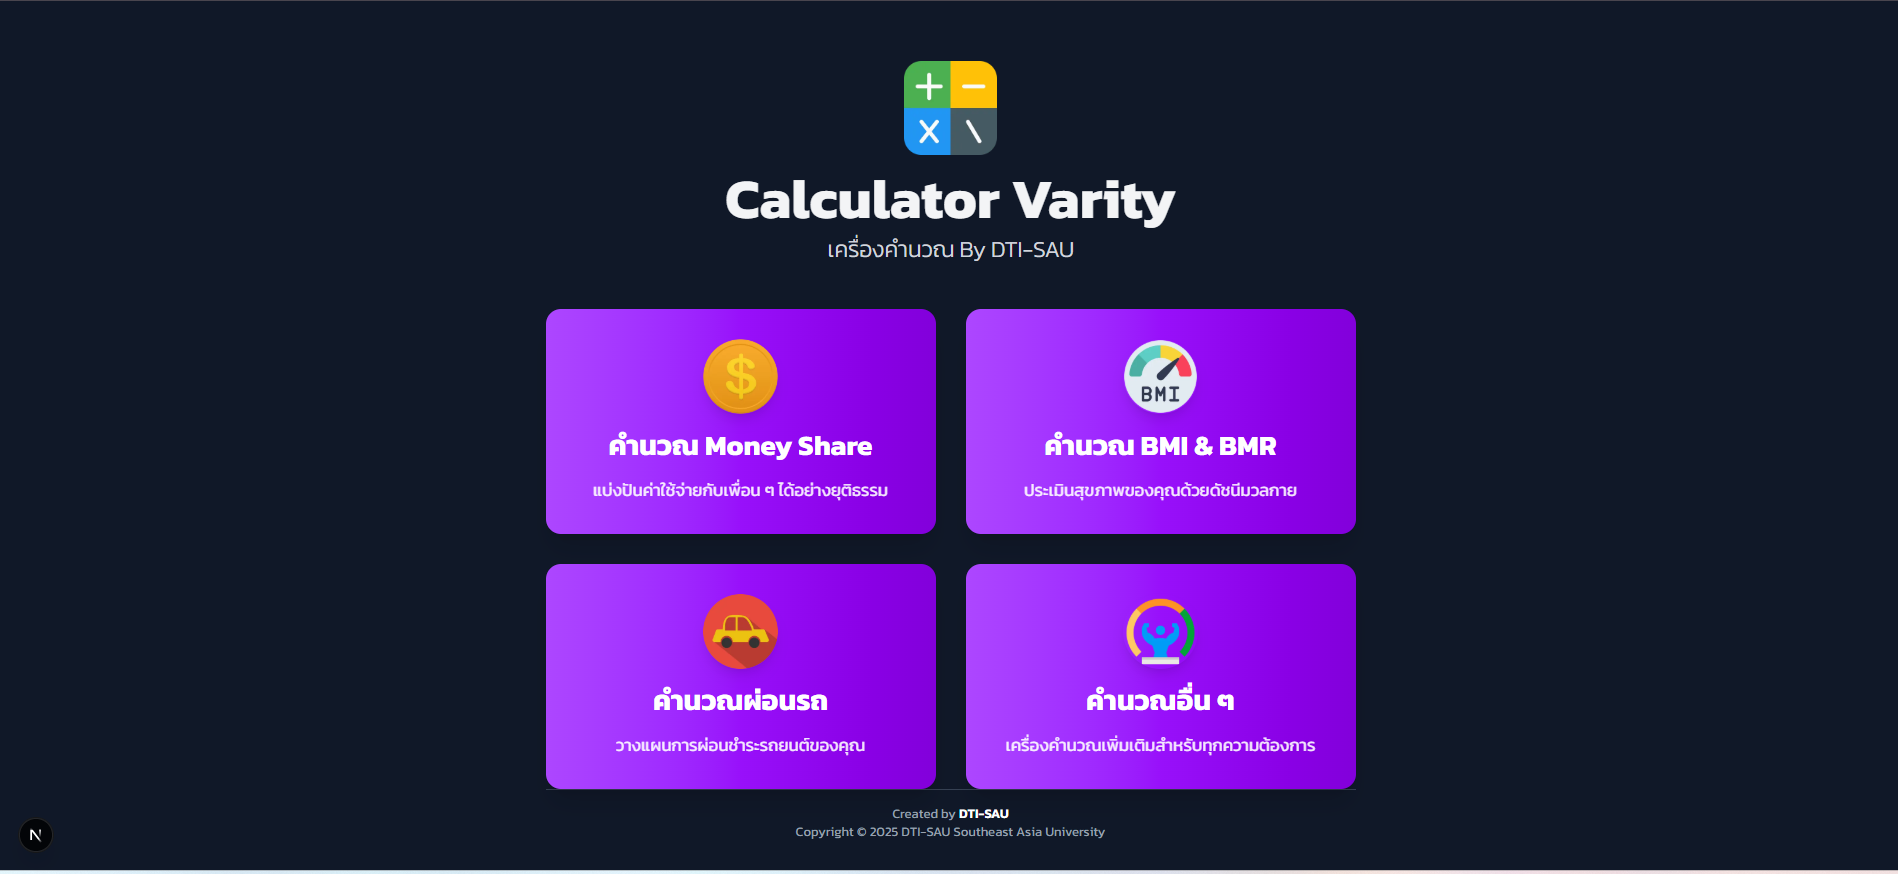 Calculator Varity
เครื่องคำนวณ By DTI-SAU
คำนวณ Money Share
แบ่งปันค่าใช้จ่ายกับเพื่อน ๆ ได้อย่างยุติธรรม
BMI
คำนวณ BMI & BMR
ประเมินสุขภาพของคุณด้วยดัชนีมวลกาย
คำนวณผ่อนรถ
วางแผนการผ่อนชำระรถยนต์ของคุณ
คำนวณอื่น ๆ
เครื่องคำนวณเพิ่มเติมสำหรับทุกความต้องการ
Created by DTI-SAU
Copyright © 2025 DTI-SAU Southeast Asia University
N